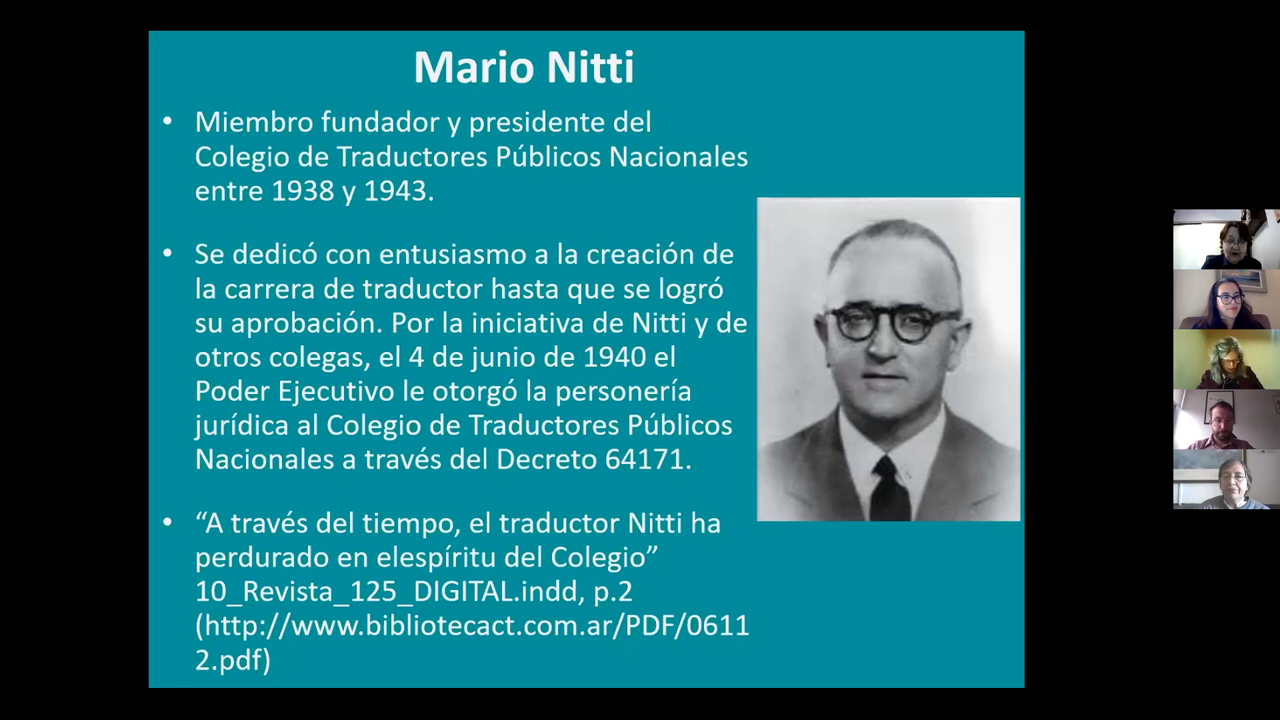 Mario Nitti
• Miembro fundador y presidente del
Colegio de Traductores Públicos Nacionales
entre 1938 y 1943.
• Se dedicó con entusiasmo a la creación de
la carrera de traductor hasta que se logró
su aprobación. Por la iniciativa de Nitti y de
otros colegas, el 4 de junio de 1940 el
Poder Ejecutivo le otorgó la personería
jurídica al Colegio de Traductores Públicos
Nacionales a través del Decreto 64171.
• “A través del tiempo, el traductor Nitti ha
perdurado en elespíritu del Colegio”
10_Revista_125_DIGITAL.indd, p.2
(http://www.bibliotecact.com.ar/PDF/0611
2.pdf)